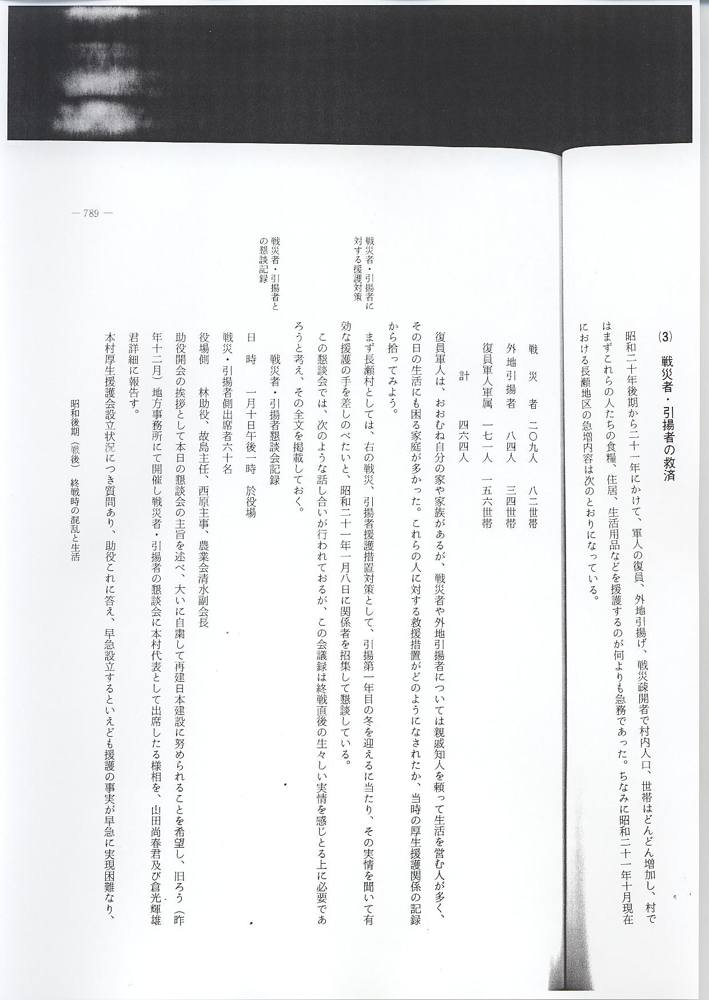 (3) 戦災者・引揚者の救済
昭和二十年後期から二十一年にかけて、軍人の復員、外地引揚げ、戦災疎開者で村内人口、世帯はどんどん増加し、村で
はまずこれらの人たちの食糧、住居、生活用品などを援護するのが何よりも急務であった。ちなみに昭和二十一年十月現在
における長瀬地区の急増内容は次のとおりになっている。
戦災者 二〇九人 八二世帯
外地引揚者 八四人 三四世帯
復員軍人軍属 一七一人 一五六世帯
計 四六四人
復員軍人は、おおむね自分の家や家族があるが、戦災者や外地引揚者については親戚知人を頼って生活を営む人が多く、
その日の生活にも困る家庭が多かった。これらの人に対する救援措置がどのようになされたか、当時の厚生援護関係の記録
から拾ってみよう。
戦災者・引揚者に
対する援護対策
まず長瀬村としては、右の戦災、引揚者援護措置対策として、引揚第一年目の冬を迎えるに当たり、その実情を聞いて有
効な援護の手を差しのべたいと、昭和二十一年一月八日に関係者を招集して懇談している。
この懇談会では、次のような話し合いが行われておるが、この会議録は終戦直後の生々しい実情を感じとる上に必要であ
ろうと考え、その全文を掲載しておく。
戦災者・引揚者と
の懇談記録
戦災者・引揚者懇談会記録
日時 一月十日午後一時 於役場
戦災・引揚者側出席者六十名
役場側 林助役、故島主任、西原主事、農業会清水副会長
助役開会の挨拶として本日の懇談会の主旨を述べ、大いに自粛して再建日本建設に努められることを希望し、旧ろう（昨
年十二月）地方事務所にて開催し戦災者・引揚者の懇談会に本村代表として出席したる様相を、山田尚春君及び倉光輝雄
君詳細に報告す。
本村厚生援護会設立状況につき質問あり、助役これに答え、早急設立するといえども援護の事実が早急に実現困難なり、
昭和後期（戦後） 終戦時の混乱と生活
— 789 —